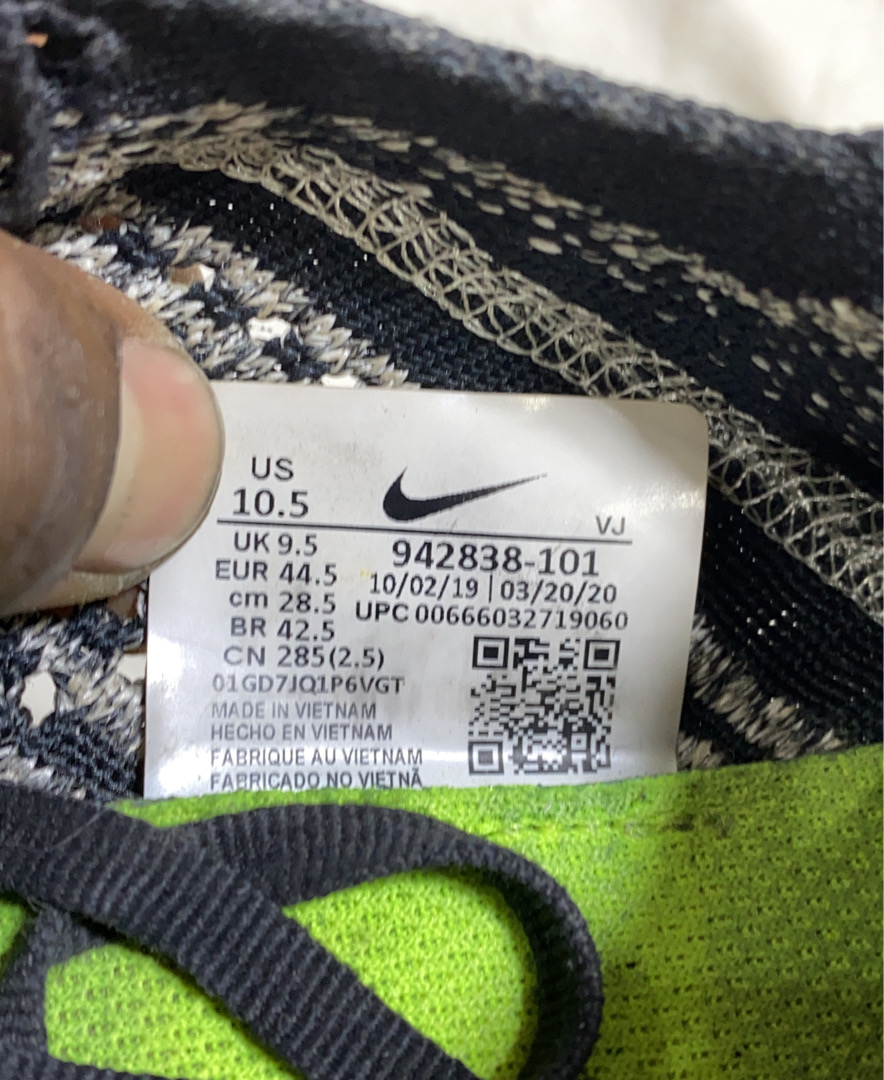 US
10.5
VJ
UK 9.5
EUR 44.5
cm 28.5
BR 42.5
CN 285(2.5)
942838-101
10/02/19 | 03/20/20
UPC 00666032719060
01GD7JQ1P6VGT
MADE IN VIETNAM
HECHO EN VIETNAM
FABRIQUE AU VIETNAM
FABRICADO NO VIETNÃ